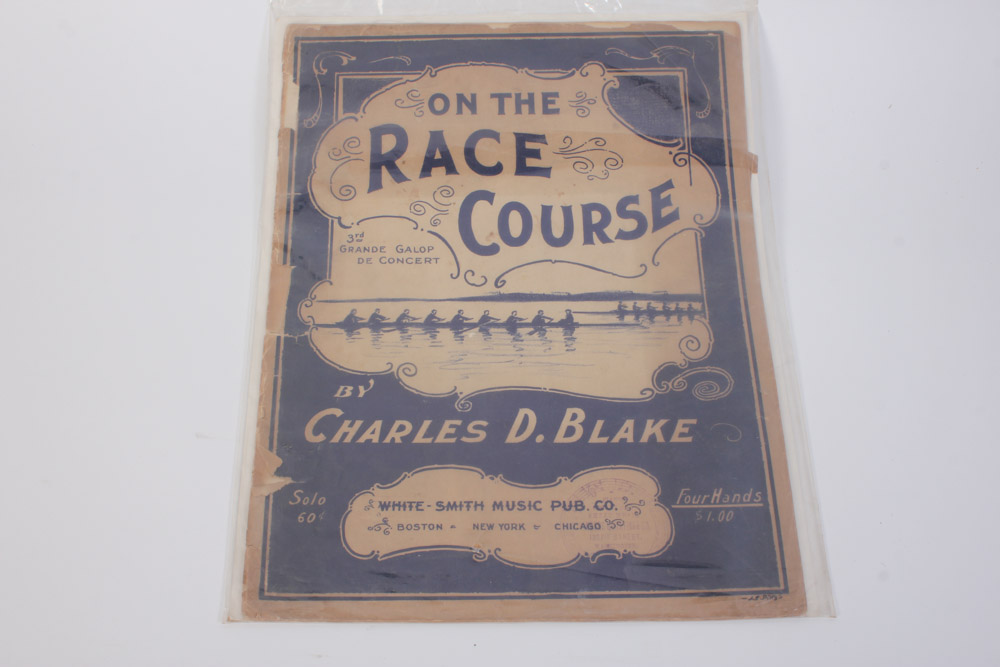 ON THE
RACE
COURSE
3rd
GRANDE GALOP
DE CONCERT
BY
CHARLES D. BLAKE
WHITE-SMITH MUSIC PUB. CO.
BOSTON NEW YORK CHICAGO
Solo
60¢
Four Hands
$1.00